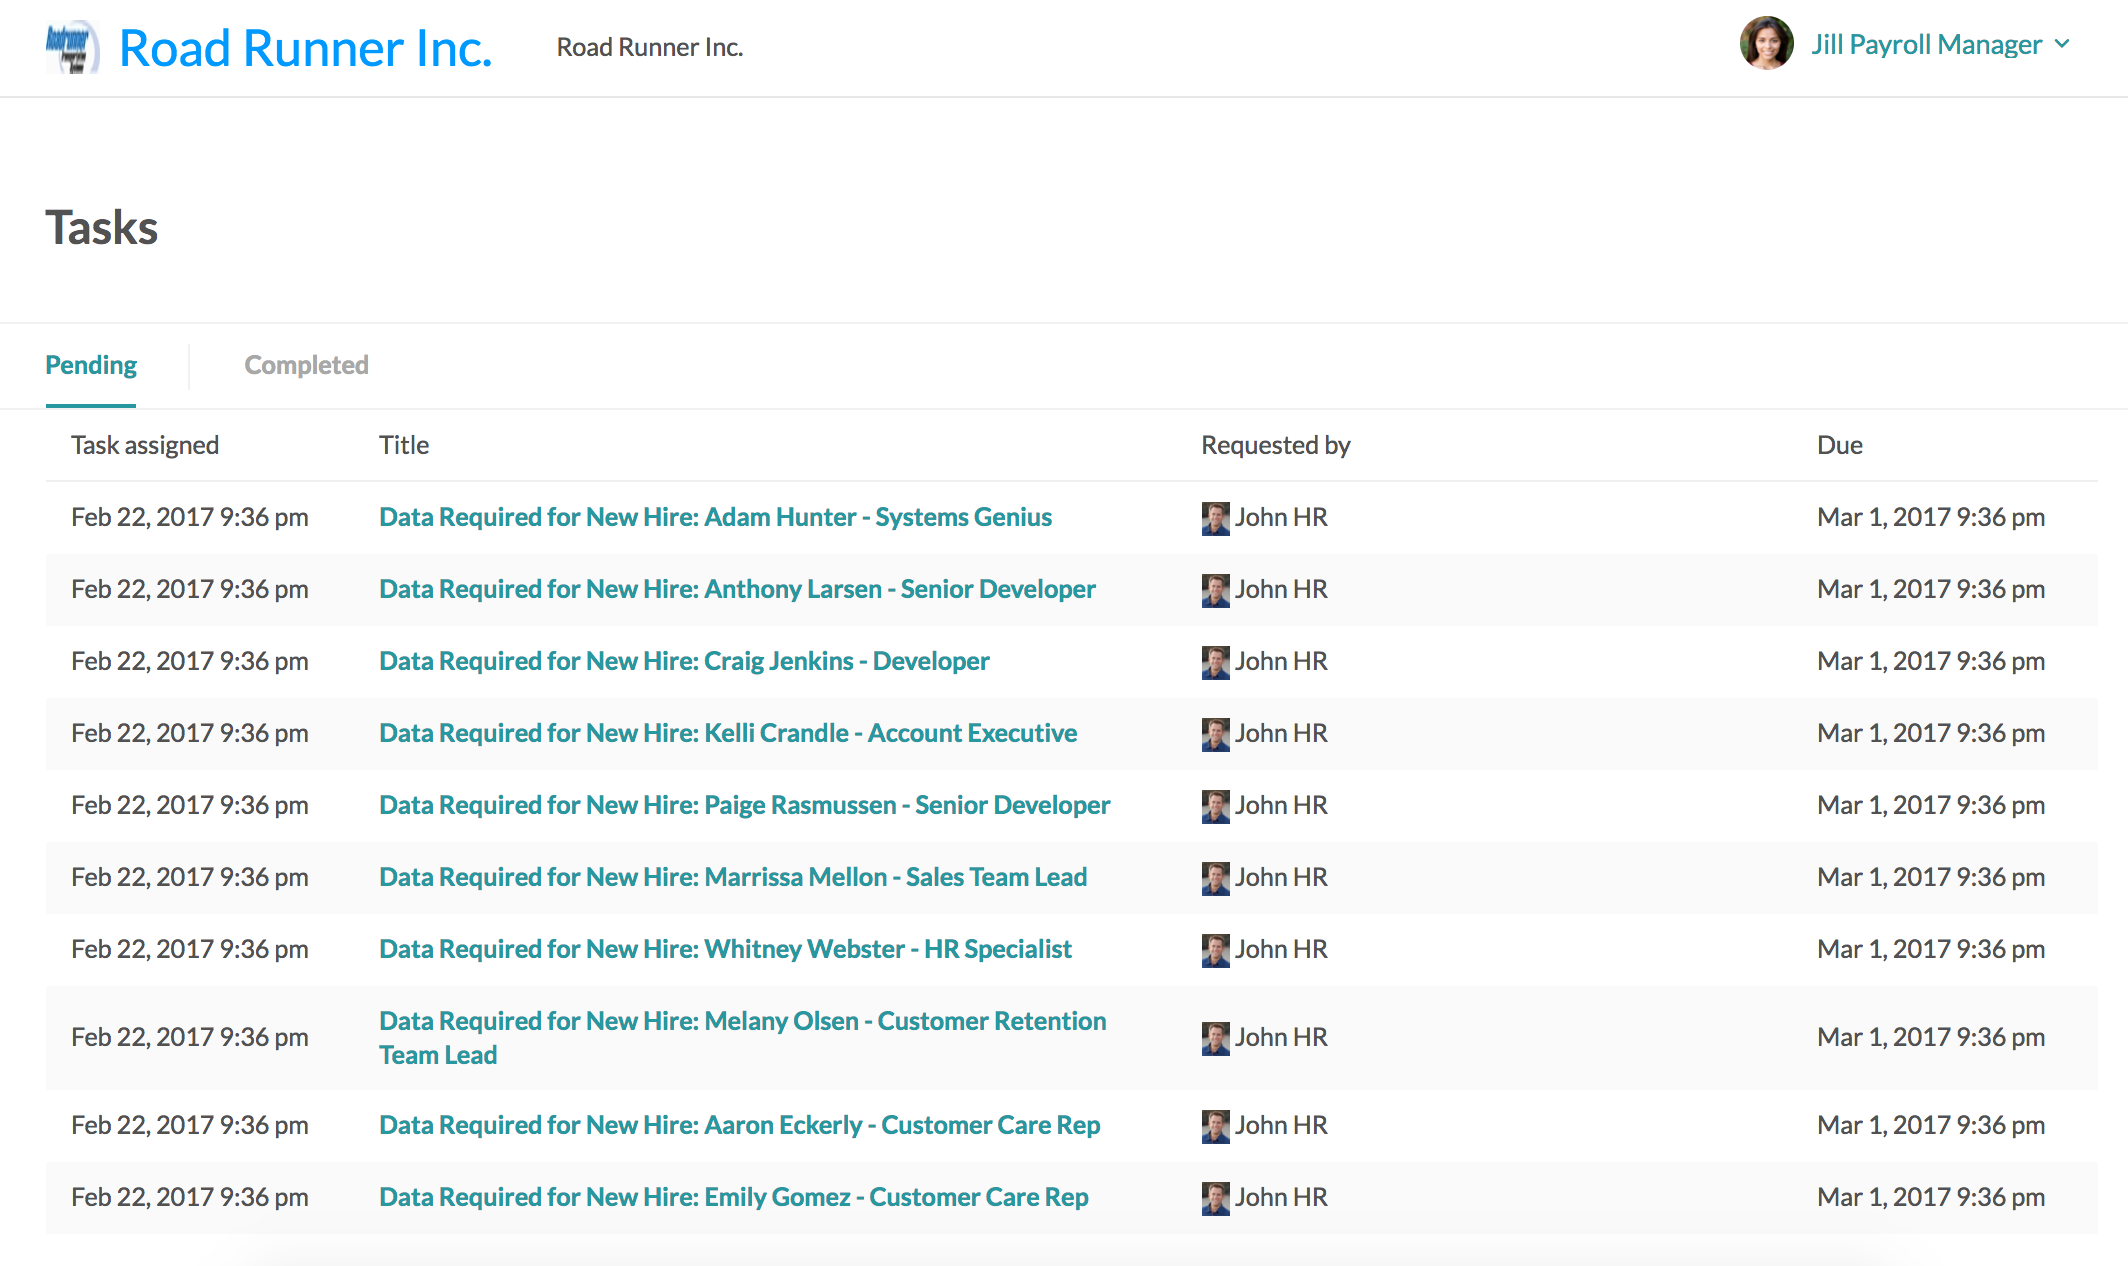 Roadrunner
Road Runner Inc.
Road Runner Inc.
Jill Payroll Manager
Tasks
Pending
Completed
Task assigned Title Requested by Due
Feb 22, 2017 9:36 pm Data Required for New Hire: Adam Hunter - Systems Genius John HR Mar 1, 2017 9:36 pm
Feb 22, 2017 9:36 pm Data Required for New Hire: Anthony Larsen - Senior Developer John HR Mar 1, 2017 9:36 pm
Feb 22, 2017 9:36 pm Data Required for New Hire: Craig Jenkins - Developer John HR Mar 1, 2017 9:36 pm
Feb 22, 2017 9:36 pm Data Required for New Hire: Kelli Crandle - Account Executive John HR Mar 1, 2017 9:36 pm
Feb 22, 2017 9:36 pm Data Required for New Hire: Paige Rasmussen - Senior Developer John HR Mar 1, 2017 9:36 pm
Feb 22, 2017 9:36 pm Data Required for New Hire: Marrissa Mellon - Sales Team Lead John HR Mar 1, 2017 9:36 pm
Feb 22, 2017 9:36 pm Data Required for New Hire: Whitney Webster - HR Specialist John HR Mar 1, 2017 9:36 pm
Feb 22, 2017 9:36 pm Data Required for New Hire: Melany Olsen - Customer Retention
Team Lead John HR Mar 1, 2017 9:36 pm
Feb 22, 2017 9:36 pm Data Required for New Hire: Aaron Eckerly - Customer Care Rep John HR Mar 1, 2017 9:36 pm
Feb 22, 2017 9:36 pm Data Required for New Hire: Emily Gomez - Customer Care Rep John HR Mar 1, 2017 9:36 pm